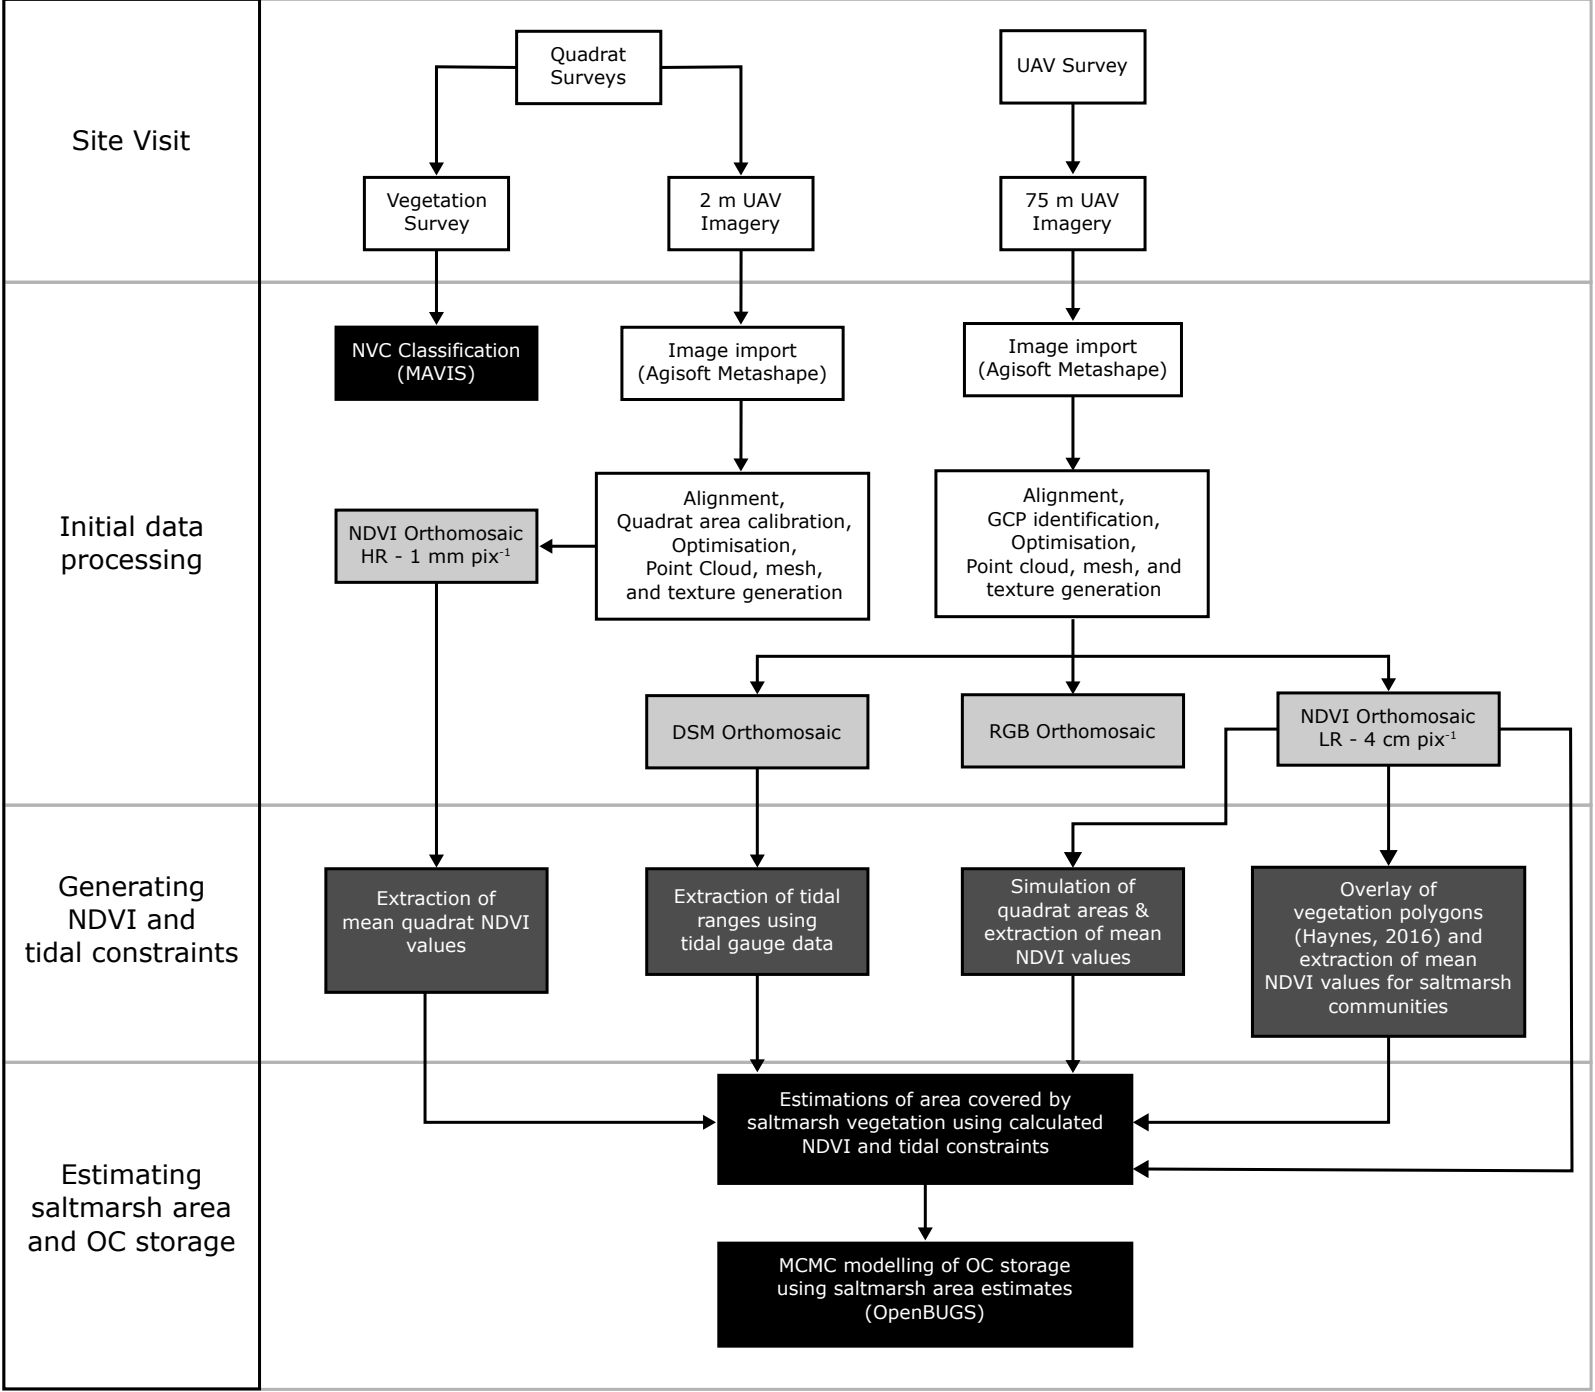 Site Visit
Quadrat
Surveys
UAV Survey
Vegetation
Survey
2 m UAV
Imagery
75 m UAV
Imagery
Initial data
processing
NVC Classification
(MAVIS)
Image import
(Agisoft Metashape)
Image import
(Agisoft Metashape)
NDVI Orthomosaic
HR - 1 mm pix⁻¹
Alignment,
Quadrat area calibration,
Optimisation,
Point Cloud, mesh,
and texture generation
Alignment,
GCP identification,
Optimisation,
Point cloud, mesh, and
texture generation
DSM Orthomosaic
RGB Orthomosaic
NDVI Orthomosaic
LR - 4 cm pix⁻¹
Generating
NDVI and
tidal constraints
Extraction of
mean quadrat NDVI
values
Extraction of tidal
ranges using
tidal gauge data
Simulation of
quadrat areas &
extraction of mean
NDVI values
Overlay of
vegetation polygons
(Haynes, 2016) and
extraction of mean
NDVI values for saltmarsh
communities
Estimating
saltmarsh area
and OC storage
Estimations of area covered by
saltmarsh vegetation using calculated
NDVI and tidal constraints
MCMC modelling of OC storage
using saltmarsh area estimates
(OpenBUGS)